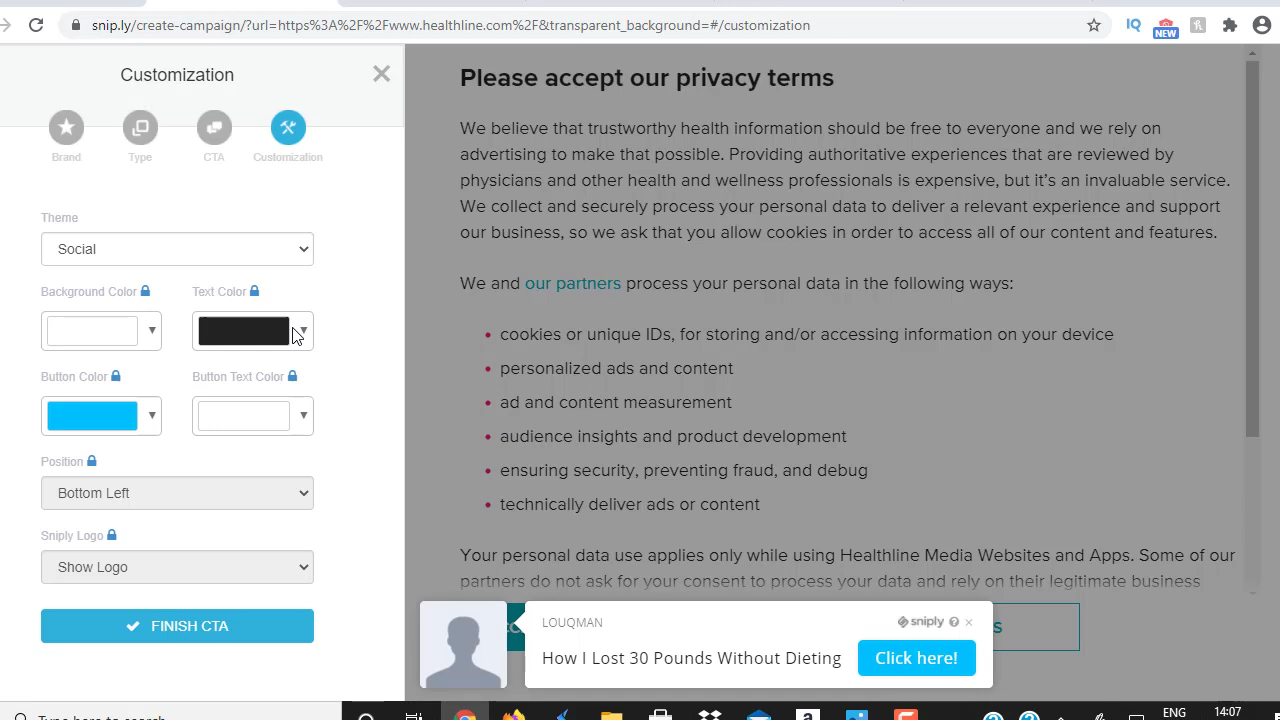 snip.ly/create-campaign/?url=https%3A%2F%2Fwww.healthline.com%2F&transparent_background=#/customization
IQ
NEW
Customization
Brand
Type
CTA
Customization
Theme
Social
Background Color
Text Color
Button Color
Button Text Color
Position
Bottom Left
Sniply Logo
Show Logo
FINISH CTA
Please accept our privacy terms
We believe that trustworthy health information should be free to everyone and we rely on
advertising to make that possible. Providing authoritative experiences that are reviewed by
physicians and other health and wellness professionals is expensive, but it's an invaluable service.
We collect and securely process your personal data to deliver a relevant experience and support
our business, so we ask that you allow cookies in order to access all of our content and features.
We and our partners process your personal data in the following ways:
• cookies or unique IDs, for storing and/or accessing information on your device
• personalized ads and content
• ad and content measurement
• audience insights and product development
• ensuring security, preventing fraud, and debug
• technically deliver ads or content
Your personal data use applies only while using Healthline Media Websites and Apps. Some of our
partners do not ask for your consent to process your data and rely on their legitimate business
LOUQMAN
sniply
How I Lost 30 Pounds Without Dieting
Click here!
Type here to search
ENG
14:07